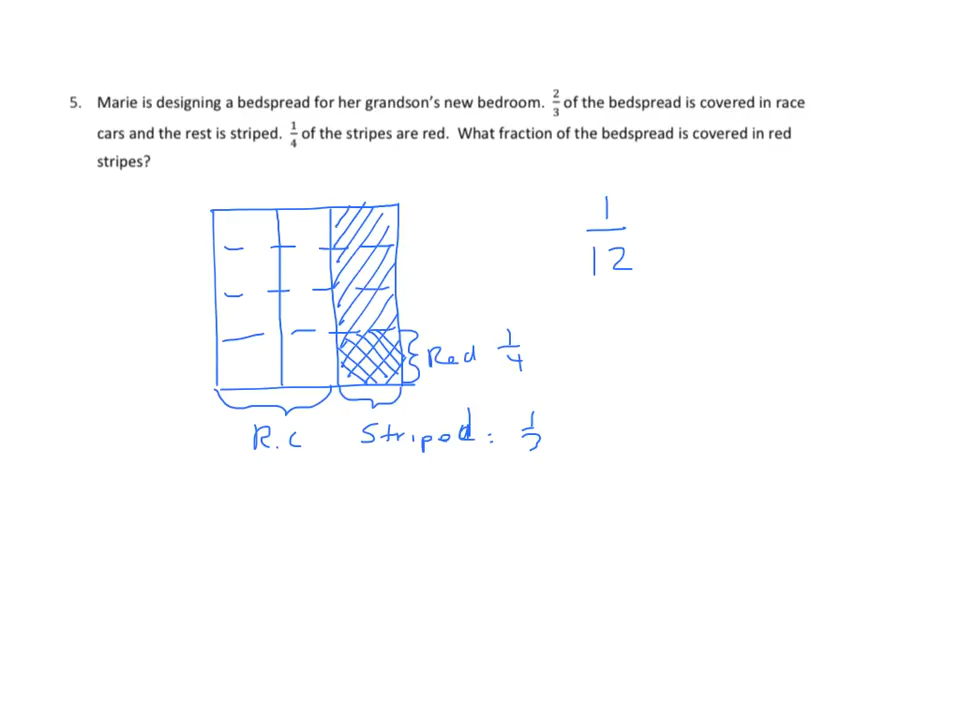 5. Marie is designing a bedspread for her grandson's new bedroom. 2/3 of the bedspread is covered in race
cars and the rest is striped. 1/4 of the stripes are red. What fraction of the bedspread is covered in red
stripes?
1/12
Red 1/4
R.C Striped: 1/3